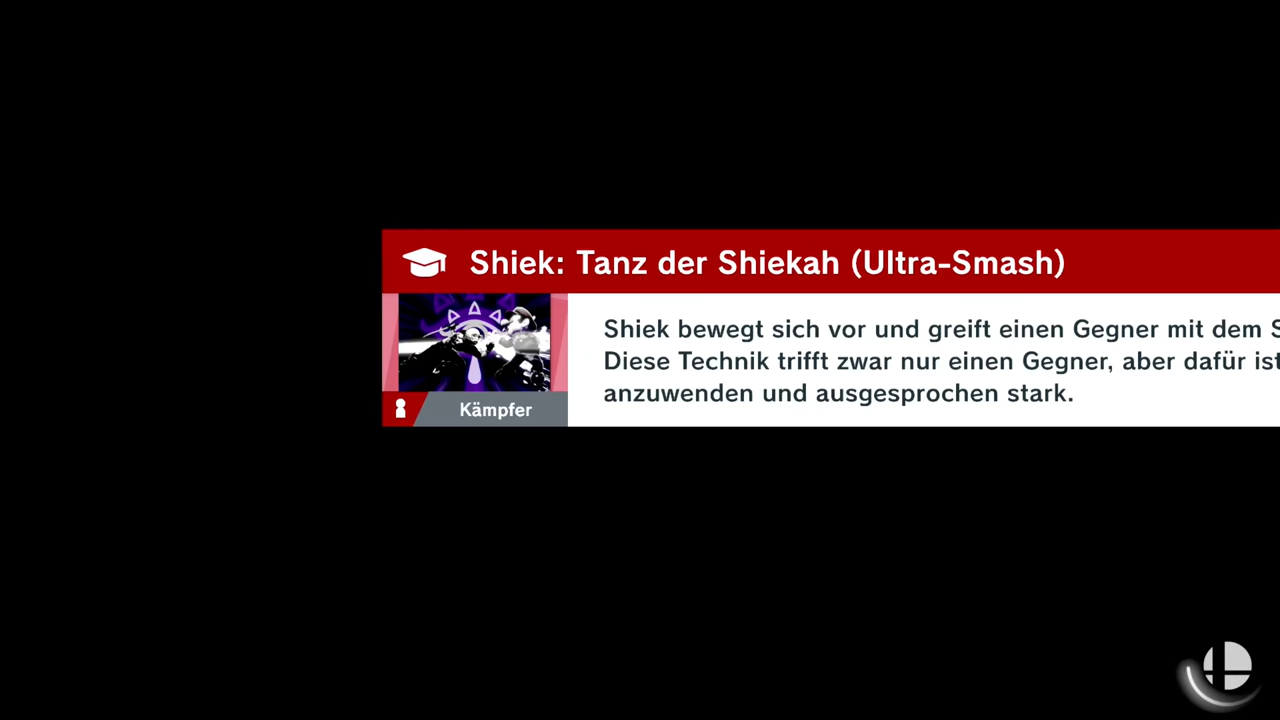 Shiek: Tanz der Shiekah (Ultra-Smash)
Shiek bewegt sich vor und greift einen Gegner mit dem
Diese Technik trifft zwar nur einen Gegner, aber dafür ist
anzuwenden und ausgesprochen stark.
Kämpfer